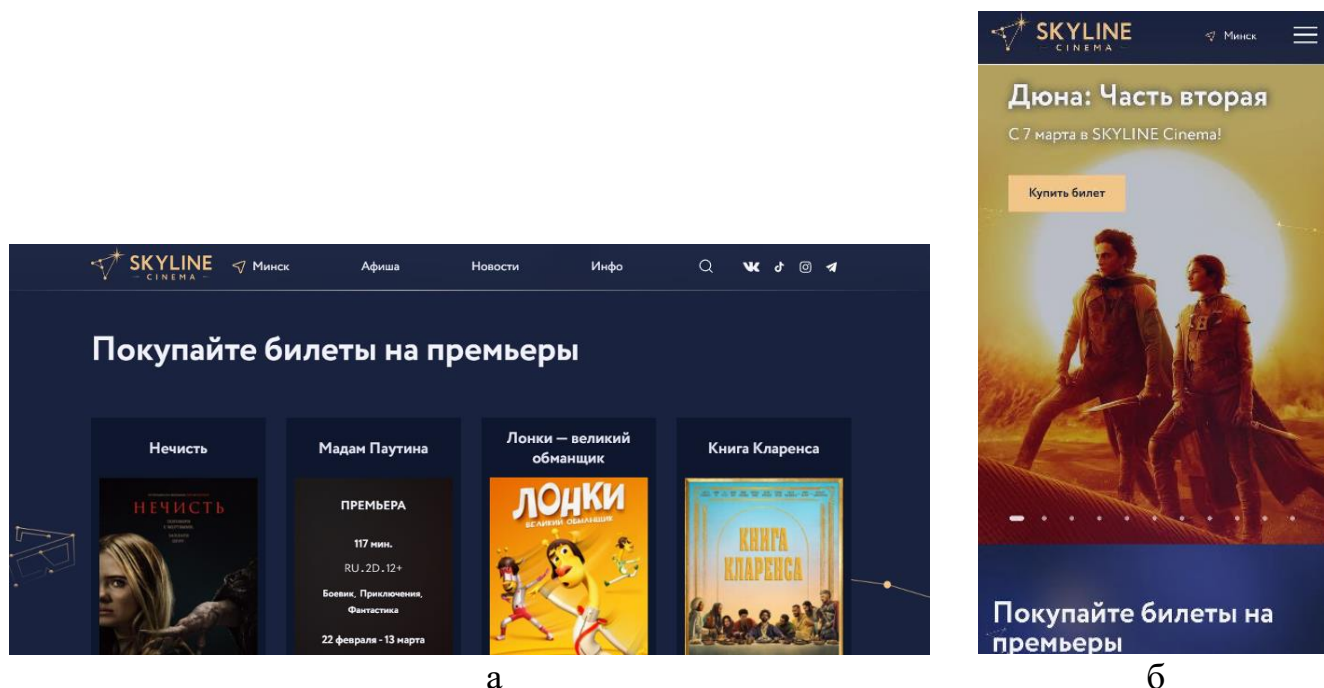 SKYLINE
CINEMA
Минск
Афиша
Новости
Инфо
Покупайте билеты на премьеры
Нечисть
НЕЧИСТЬ
Мадам Паутина
ПРЕМЬЕРА
117 мин.
RU.2D.12+
Боевик, Приключения,
Фантастика
22 февраля - 13 марта
Лонки — великий
обманщик
ЛОНКИ
ВЕЛИКИЙ ОБМАНЩИК
Книга Кларенса
КНИГА
КЛАРЕНСА
а
SKYLINE
CINEMA
Минск
Дюна: Часть вторая
С 7 марта в SKYLINE Cinema!
Купить билет
Покупайте билеты на
премьеры
б